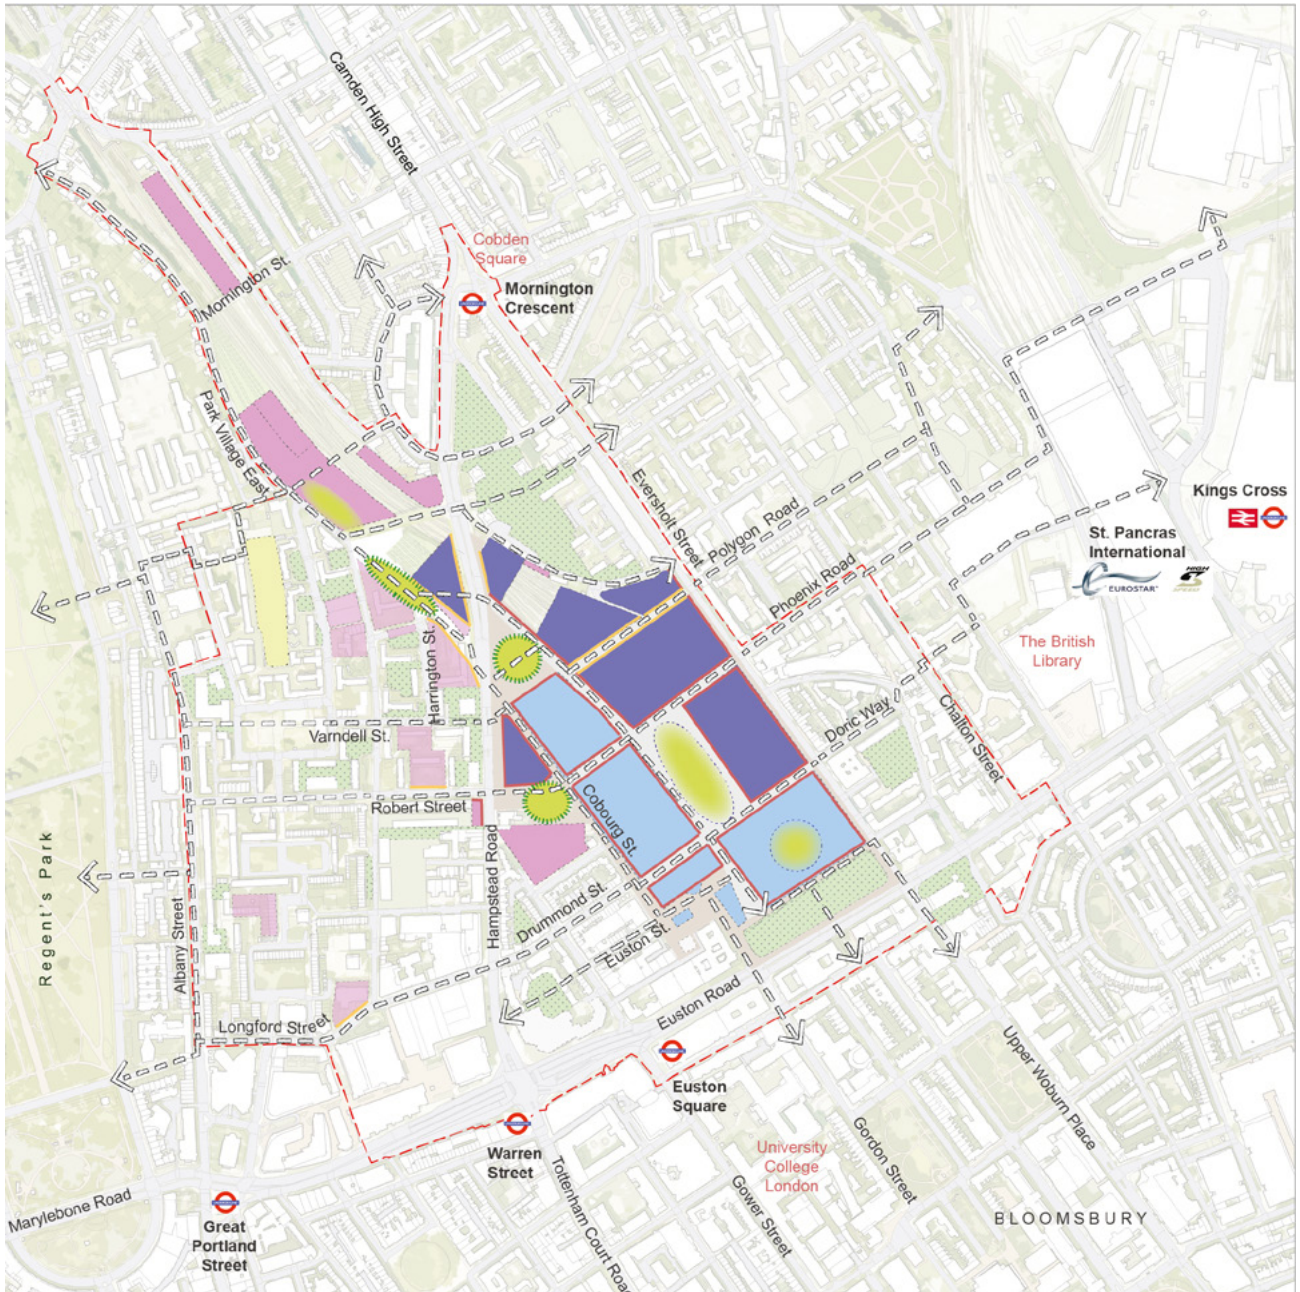 Camden High Street
Cobden
Square
Mornington
Crescent
Mornington St.
Park Village East
Eversholt Street
Polygon Road
Phoenix Road
Kings Cross
St. Pancras
International
EUROSTAR
HIGH
SPEED
The British
Library
Harrington St.
Varndell St.
Robert Street
Hampstead Road
Cobourg St.
Doric Way
Chalton Street
Drummond St.
Euston St.
Euston Road
Regent's Park
Albany Street
Longford Street
Euston
Square
Warren
Street
Great
Portland
Street
Marylebone Road
Tottenham Court Road
Gower Street
University
College
London
Gordon Street
Upper Woburn Place
BLOOMSBURY